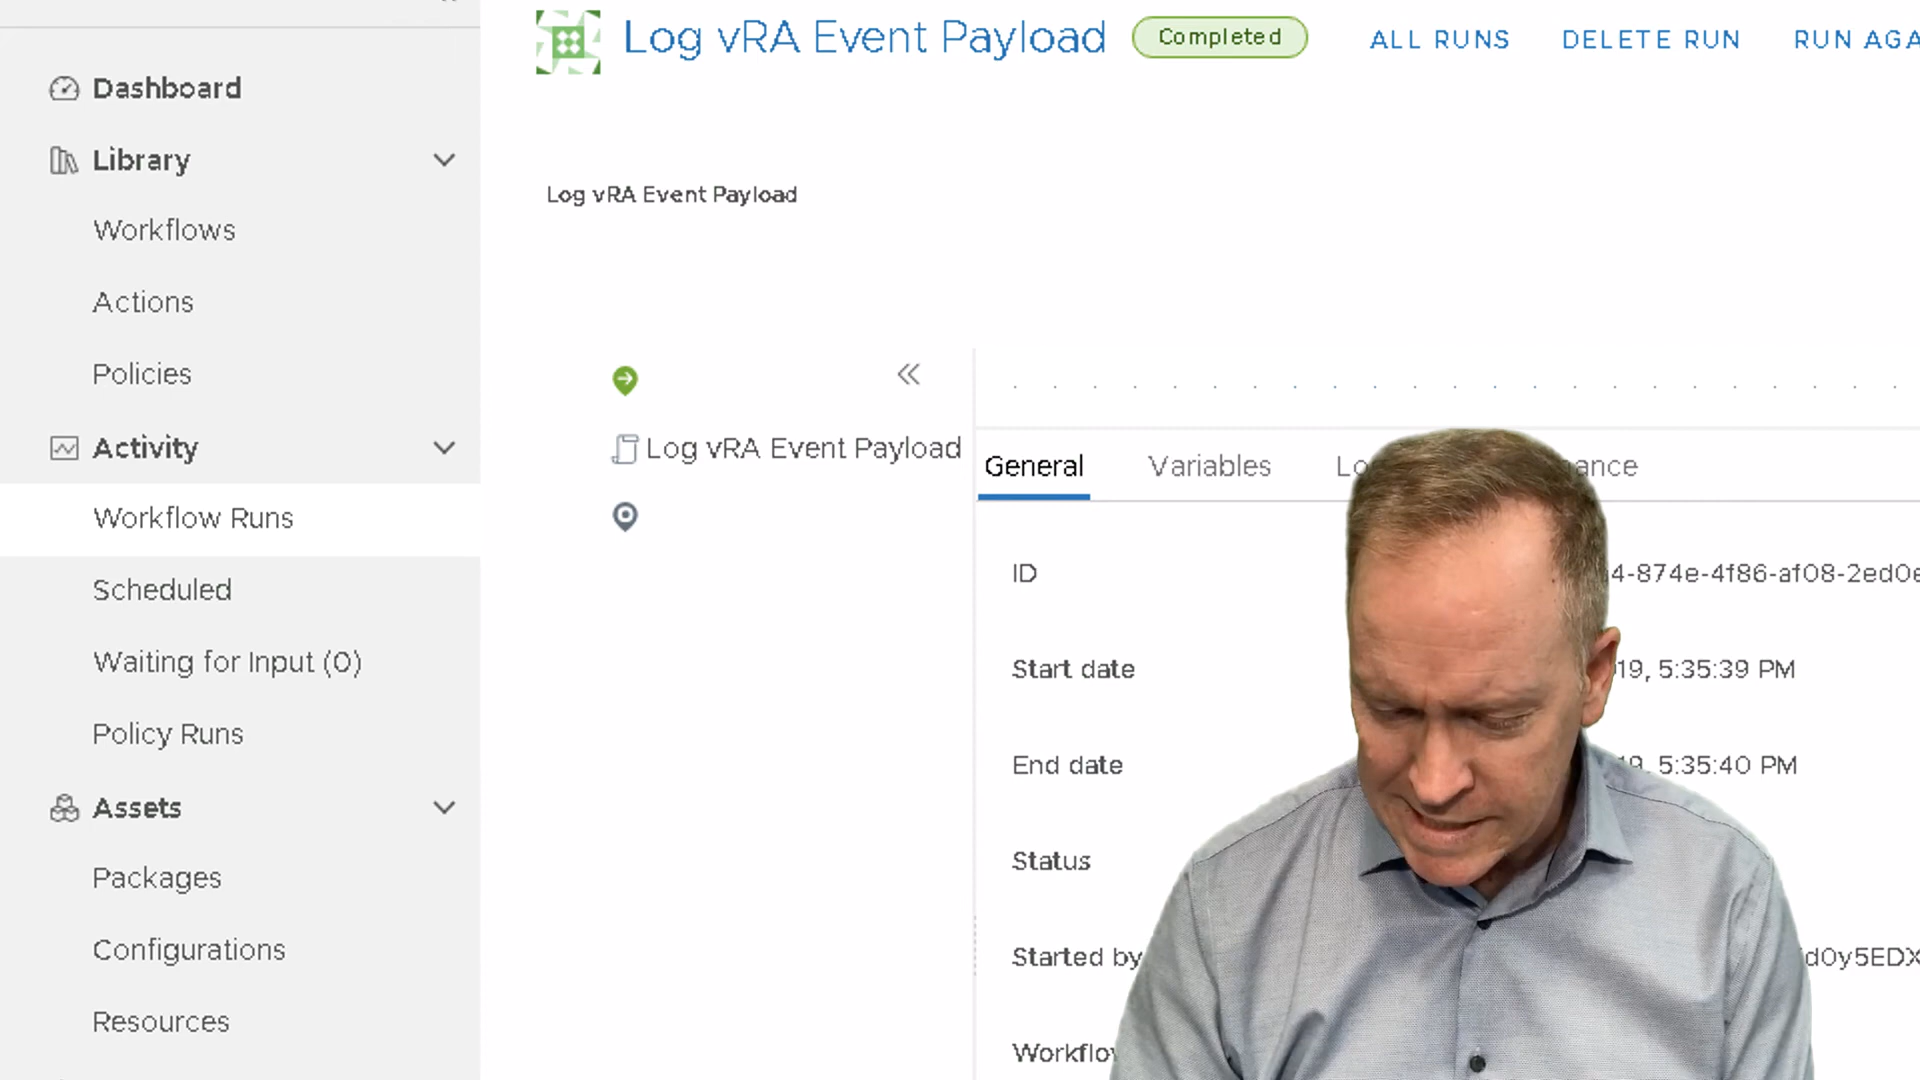 Log vRA Event Payload Completed ALL RUNS DELETE RUN RUN
Dashboard
Library
Log vRA Event Payload
Workflows
Actions
Policies
Activity
Log vRA Event Payload
General Variables
Workflow Runs
Scheduled
ID 4-874e-4f86-af08-2ed0
Waiting for Input (0)
Start date 19, 5:35:39 PM
Policy Runs
End date 19, 5:35:40 PM
Assets
Status
Packages
Configurations
Started by d0y5EDX
Resources